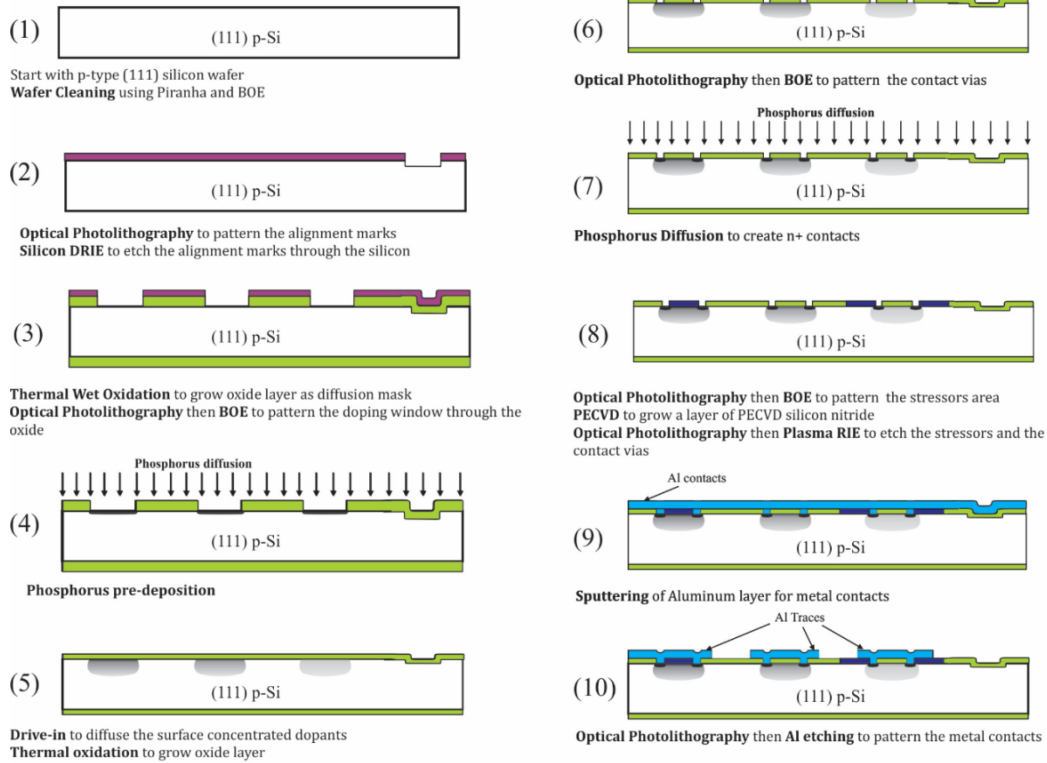 (1)
(111) p-Si
Start with p-type (111) silicon wafer
Wafer Cleaning using Piranha and BOE
(2)
(111) p-Si
Optical Photolithography to pattern the alignment marks
Silicon DRIE to etch the alignment marks through the silicon
(3)
(111) p-Si
Thermal Wet Oxidation to grow oxide layer as diffusion mask
Optical Photolithography then BOE to pattern the doping window through the
oxide
Phosphorus diffusion
(4)
(111) p-Si
Phosphorus pre-deposition
(5)
(111) p-Si
Drive-in to diffuse the surface concentrated dopants
Thermal oxidation to grow oxide layer
(6)
(111) p-Si
Optical Photolithography then BOE to pattern the contact vias
Phosphorus diffusion
(7)
(111) p-Si
Phosphorus Diffusion to create n+ contacts
(8)
(111) p-Si
Optical Photolithography then BOE to pattern the stressors area
PECVD to grow a layer of PECVD silicon nitride
Optical Photolithography then Plasma RIE to etch the stressors and the
contact vias
Al contacts
(9)
(111) p-Si
Sputtering of Aluminum layer for metal contacts
Al Traces
(10)
(111) p-Si
Optical Photolithography then Al etching to pattern the metal contacts